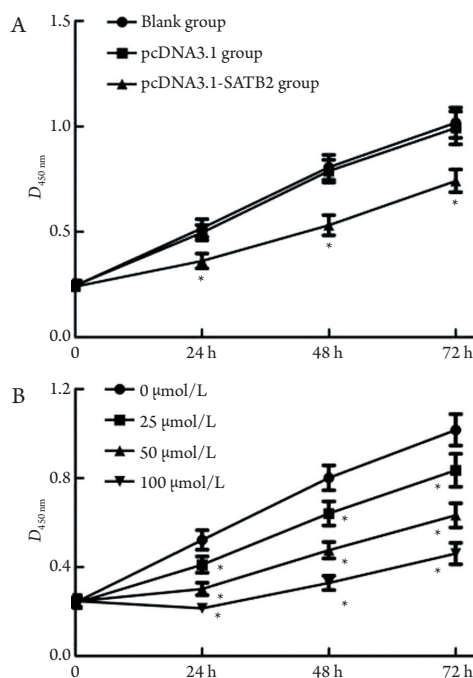 A
Blank group
pcDNA3.1 group
pcDNA3.1-SATB2 group
1.5
1.0
0.5
0.0
D450 nm
* * *
0 24 h 48 h 72 h
B
0 μmol/L
25 μmol/L
50 μmol/L
100 μmol/L
1.2
0.8
0.4
0.0
D450 nm
* * *
* * *
* * *
0 24 h 48 h 72 h